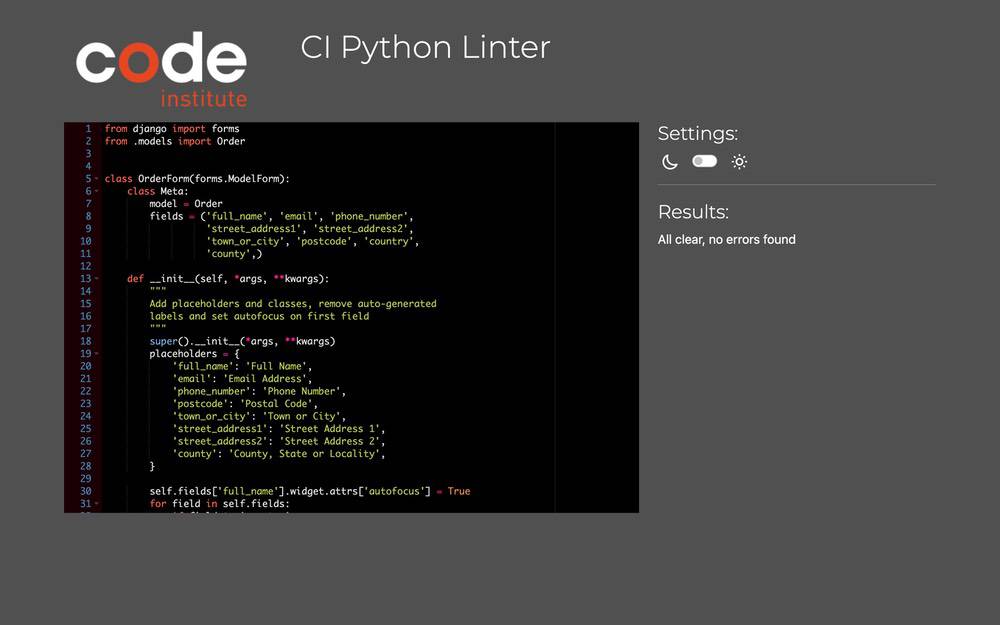 code
institute
CI Python Linter
1 from django import forms
2 from .models import Order
3
4
5 class OrderForm(forms.ModelForm):
6     class Meta:
7         model = Order
8         fields = ('full_name', 'email', 'phone_number',
9                   'street_address1', 'street_address2',
10                   'town_or_city', 'postcode', 'country',
11                   'county',)
12
13     def __init__(self, *args, **kwargs):
14         """
15         Add placeholders and classes, remove auto-generated
16         labels and set autofocus on first field
17         """
18         super().__init__(*args, **kwargs)
19         placeholders = {
20             'full_name': 'Full Name',
21             'email': 'Email Address',
22             'phone_number': 'Phone Number',
23             'postcode': 'Postal Code',
24             'town_or_city': 'Town or City',
25             'street_address1': 'Street Address 1',
26             'street_address2': 'Street Address 2',
27             'county': 'County, State or Locality',
28         }
29
30         self.fields['full_name'].widget.attrs['autofocus'] = True
31         for field in self.fields:
Settings:
Results:
All clear, no errors found